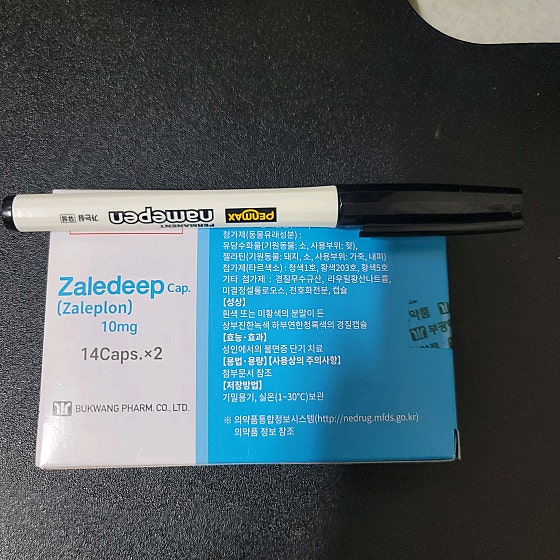 PERMANENT
namepen
PENMAX
가는심
Zaledeep Cap.
(Zaleplon)
10mg
14Caps.×2
BUKWANG PHARM. CO., LTD.
첨가제(동물유래성분) :
유당수화물(기원동물: 소, 사용부위: 젖),
젤라틴(기원동물: 돼지, 소, 사용부위: 가죽, 내피)
첨가제(타르색소) : 청색1호, 황색203호, 황색5호
기타 첨가제 : 경질무수규산, 라우릴황산나트륨,
미결정셀룰로오스, 전호화전분, 캡슐
[성상]
흰색 또는 미황색의 분말이 든
상부진한녹색 하부연한청록색의 경질캡슐
[효능·효과]
성인에서의 불면증 단기 치료
[용법·용량] [사용상의 주의사항]
첨부문서 참조
[저장방법]
기밀용기, 실온(1~30℃)보관
※ 의약품통합정보시스템(http://nedrug.mfds.go.kr)
의약품 정보 참조
의약품
부광